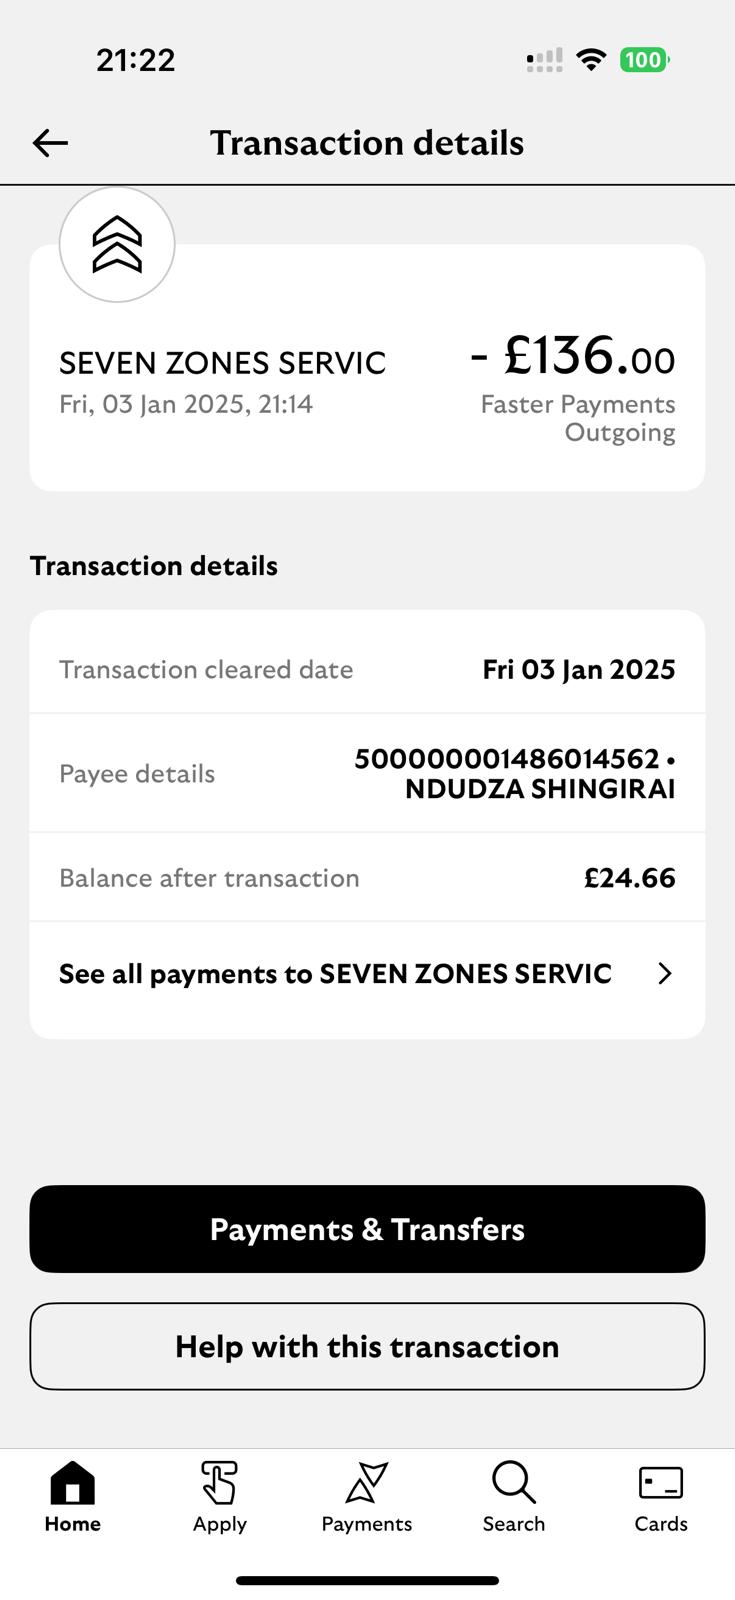 21:22
100
Transaction details
SEVEN ZONES SERVIC
- £136.00
Fri, 03 Jan 2025, 21:14
Faster Payments
Outgoing
Transaction details
Transaction cleared date
Fri 03 Jan 2025
Payee details
500000001486014562 •
NDUDZA SHINGIRAI
Balance after transaction
£24.66
See all payments to SEVEN ZONES SERVIC
Payments & Transfers
Help with this transaction
Home
Apply
Payments
Search
Cards